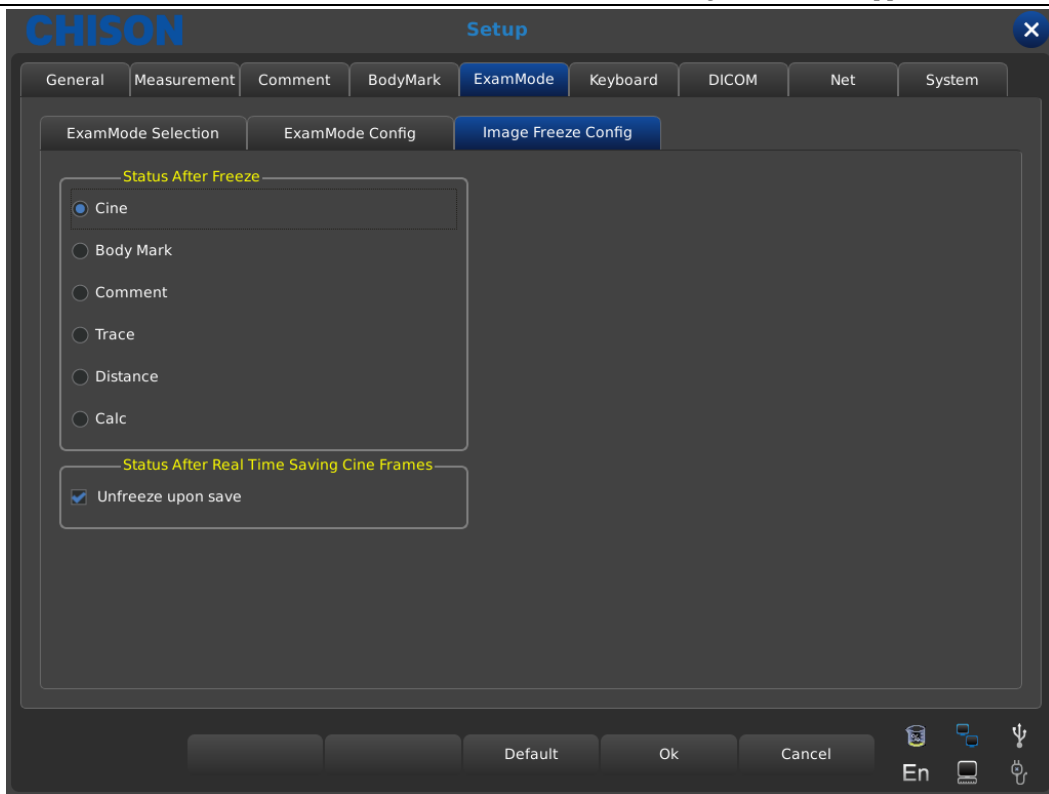 CHISON
Setup
General Measurement Comment BodyMark ExamMode Keyboard DICOM Net System
ExamMode Selection ExamMode Config Image Freeze Config
Status After Freeze
Cine
Body Mark
Comment
Trace
Distance
Calc
Status After Real Time Saving Cine Frames
Unfreeze upon save
Default Ok Cancel
En